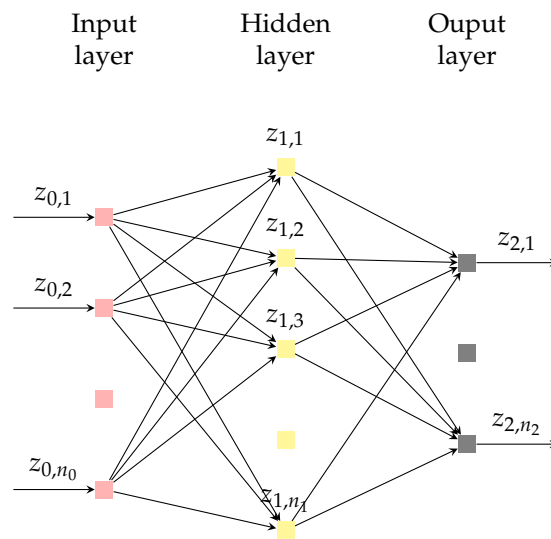 Input layer
Hidden layer
Ouput layer
z_{1,1}
z_{0,1}
z_{1,2}
z_{2,1}
z_{0,2}
z_{1,3}
z_{0,n_0}
z_{2,n_2}
z_{1,n_1}